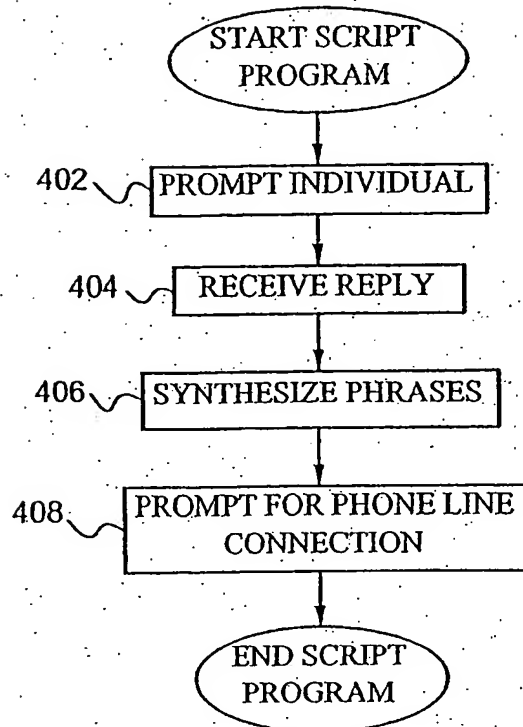 START SCRIPT
PROGRAM
402 PROMPT INDIVIDUAL
404 RECEIVE REPLY
406 SYNTHESIZE PHRASES
408 PROMPT FOR PHONE LINE
CONNECTION
END SCRIPT
PROGRAM